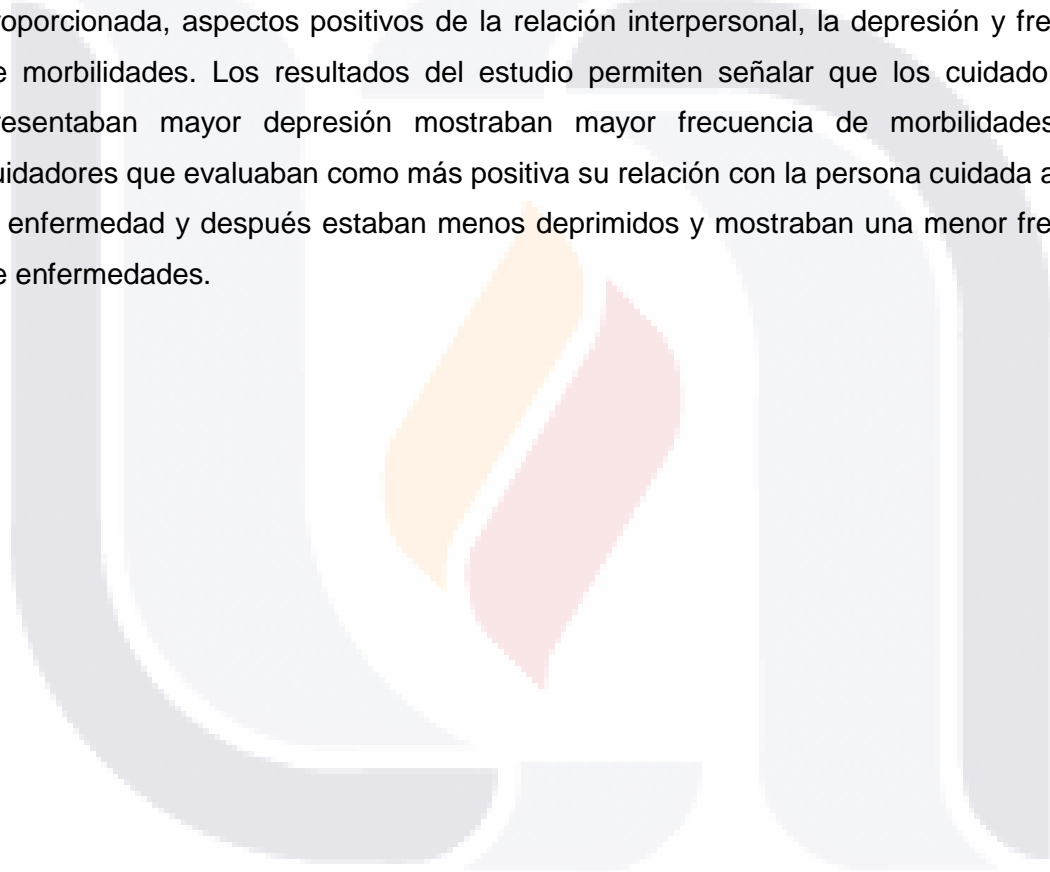 roporcionada, aspectos positivos de la relación interpersonal, la depresión y fre
e morbilidades. Los resultados del estudio permiten señalar que los cuidado
resentaban mayor depresión mostraban mayor frecuencia de morbilidades
uidadores que evaluaban como más positiva su relación con la persona cuidada a
enfermedad y después estaban menos deprimidos y mostraban una menor fre
e enfermedades.